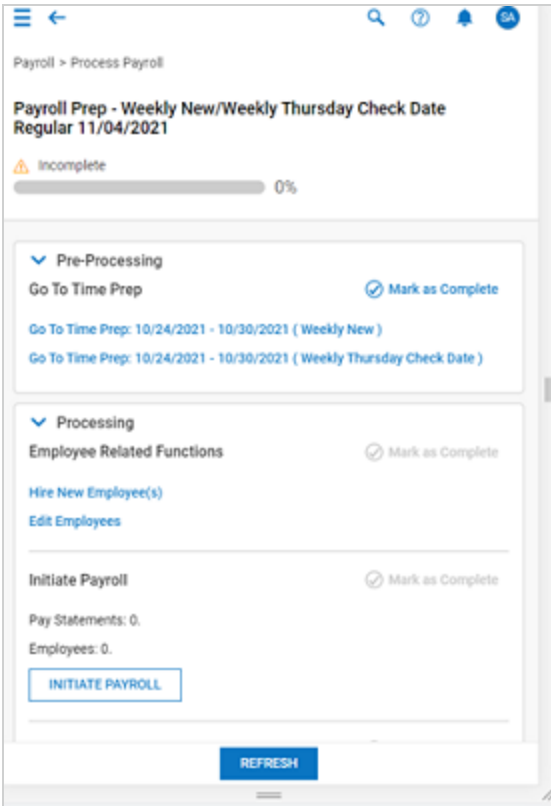 SA
Payroll > Process Payroll
Payroll Prep - Weekly New/Weekly Thursday Check Date
Regular 11/04/2021
Incomplete
0%
Pre-Processing
Go To Time Prep
Mark as Complete
Go To Time Prep: 10/24/2021 - 10/30/2021 ( Weekly New )
Go To Time Prep: 10/24/2021 - 10/30/2021 ( Weekly Thursday Check Date )
Processing
Employee Related Functions
Mark as Complete
Hire New Employee(s)
Edit Employees
Initiate Payroll
Mark as Complete
Pay Statements: 0.
Employees: 0.
INITIATE PAYROLL
REFRESH